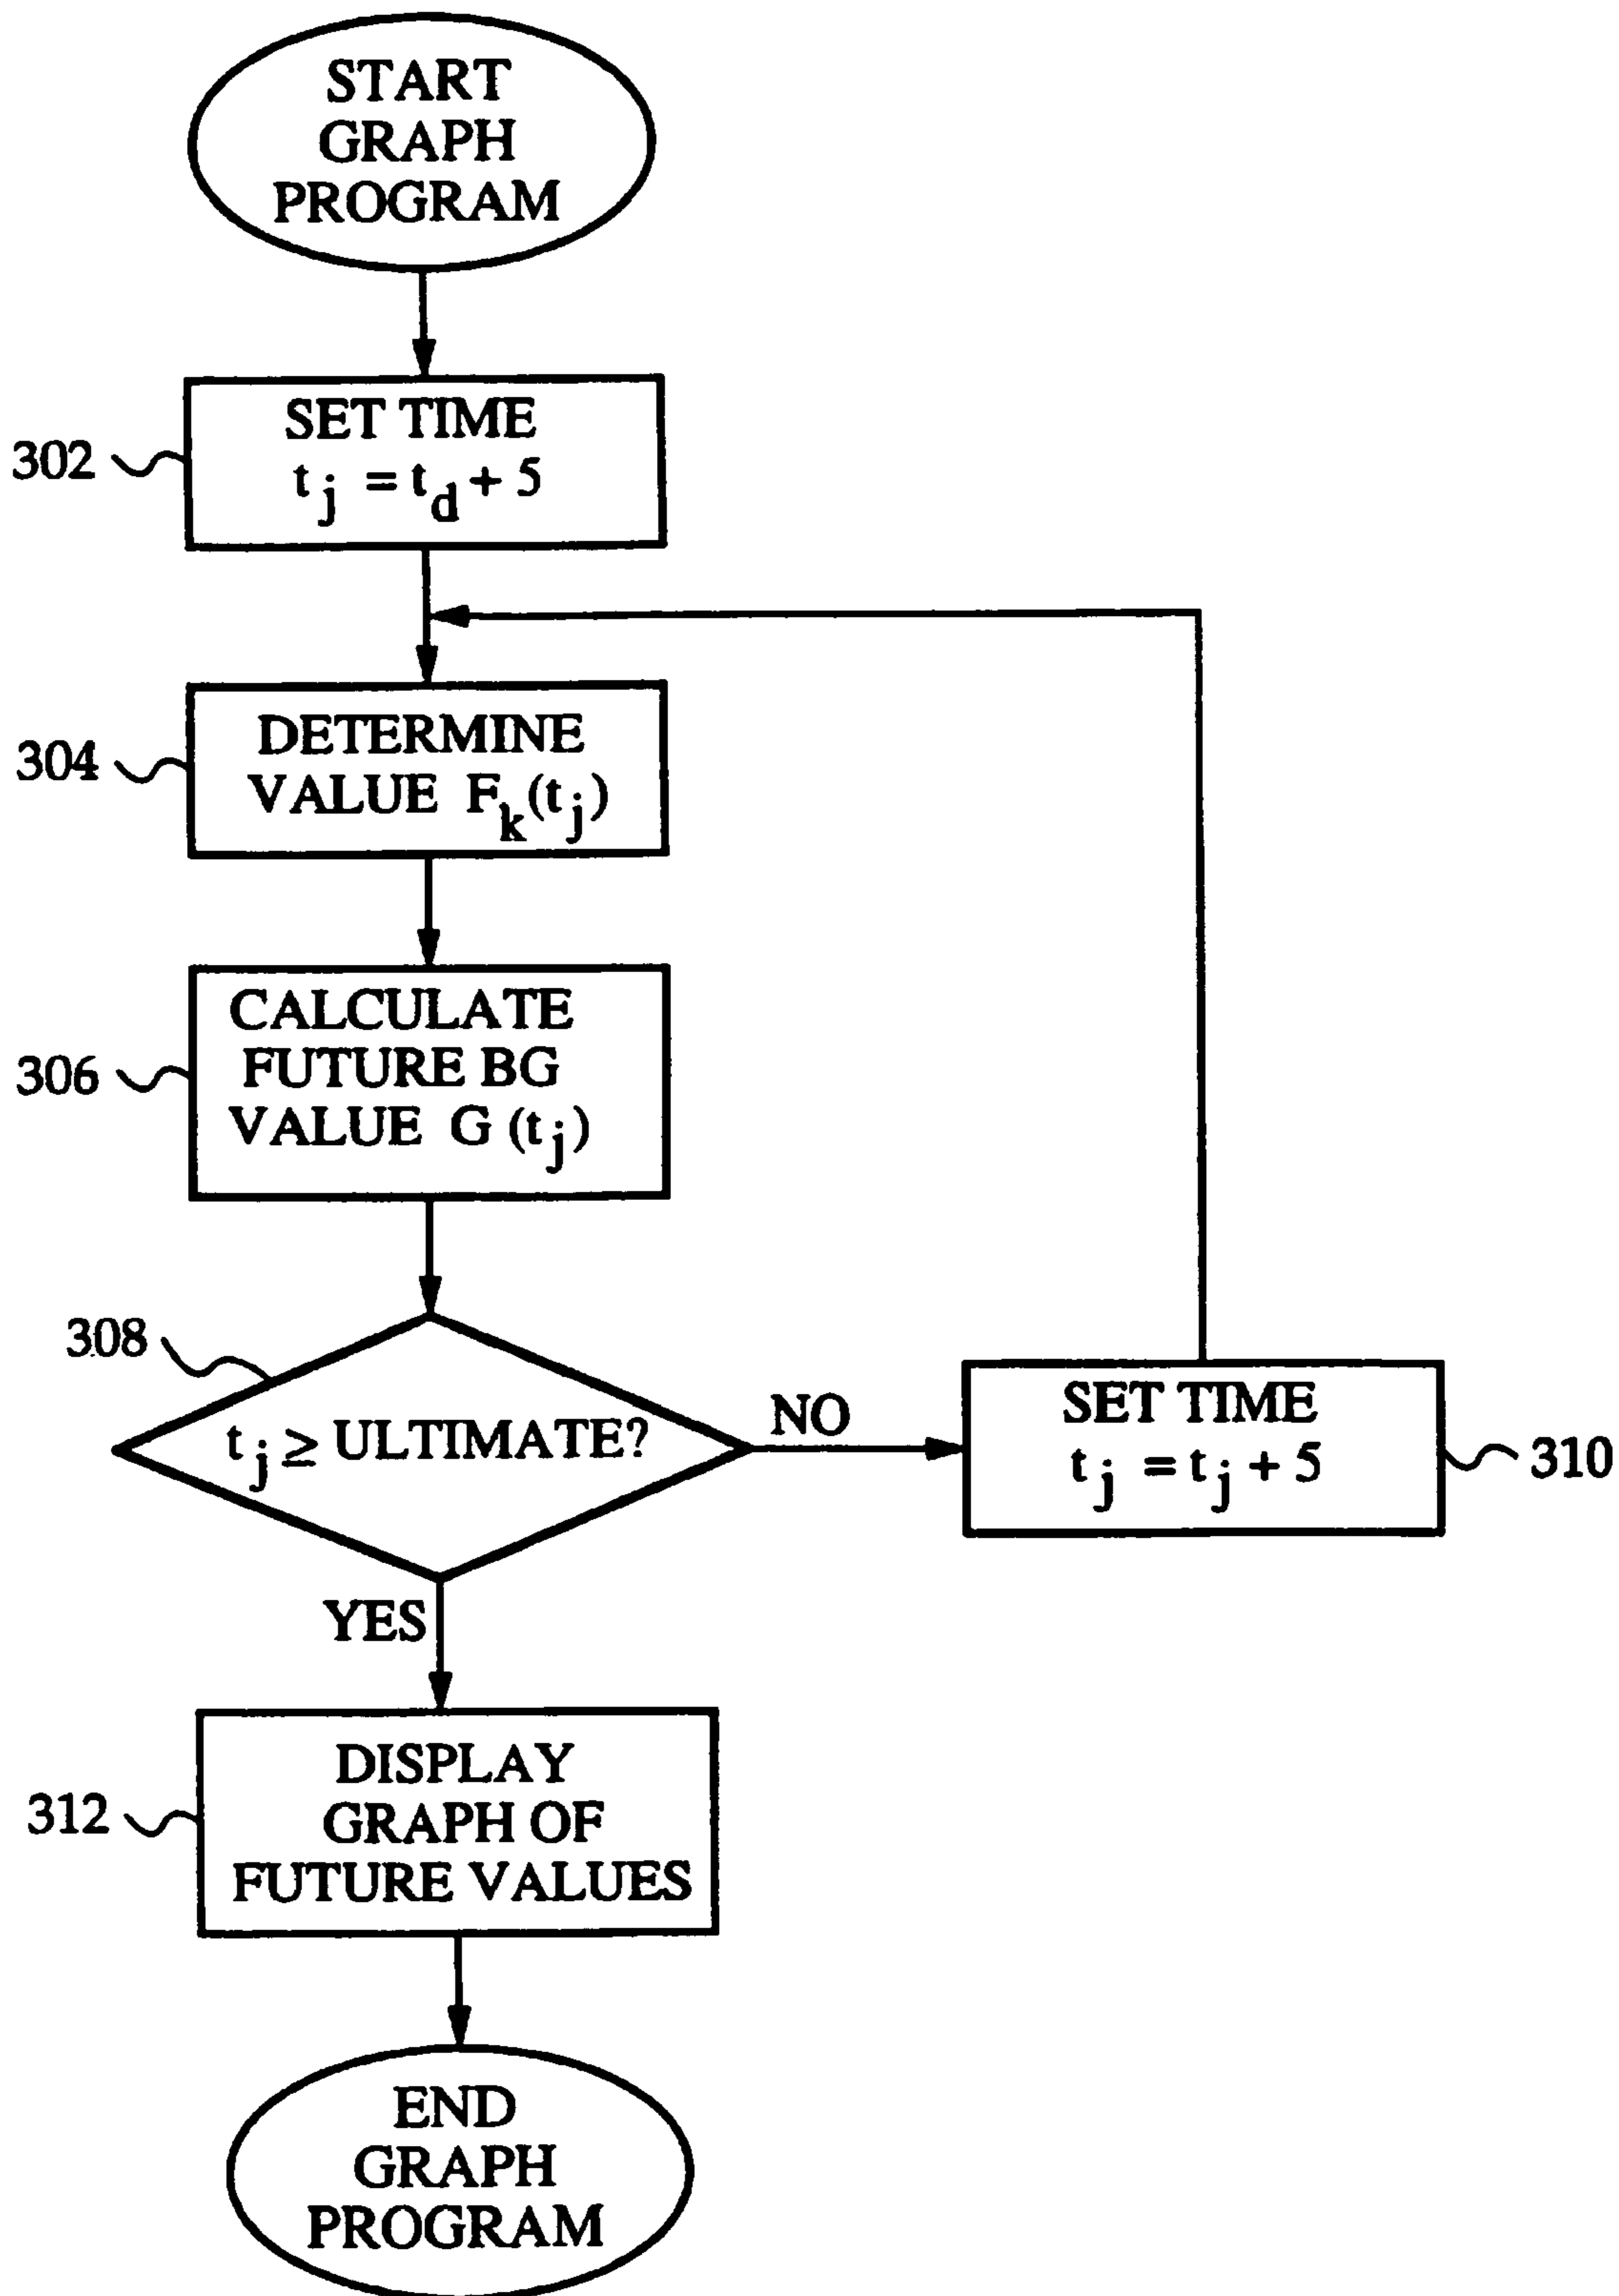 START
GRAPH
PROGRAM
302
SET TIME
t j = t d + 5
304
DETERMINE
VALUE F k (t j)
306
CALCULATE
FUTURE BG
VALUE G (t j)
308
t j ≥ ULTIMATE?
NO
SET TIME
t j = t j + 5
310
YES
312
DISPLAY
GRAPH OF
FUTURE VALUES
END
GRAPH
PROGRAM